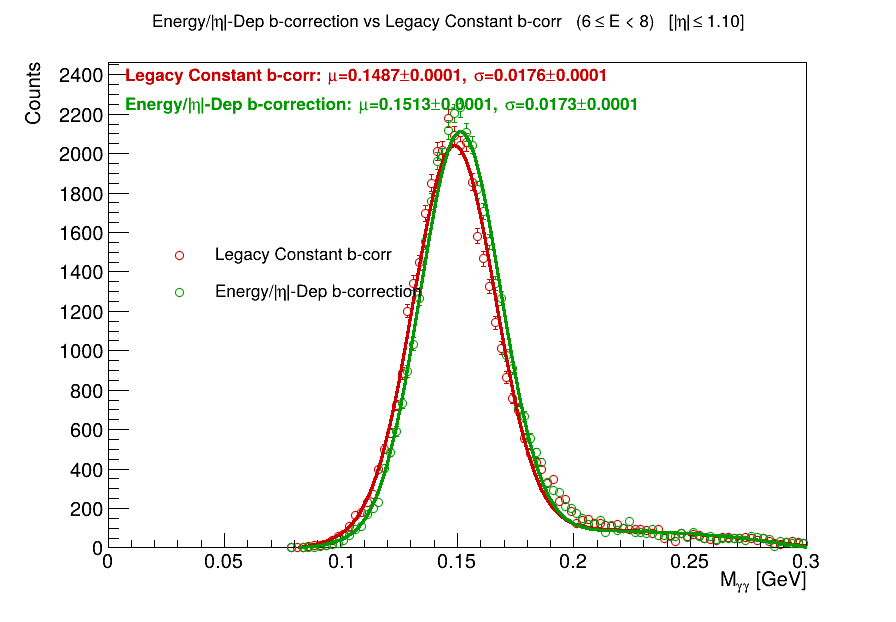 Energy/|η|-Dep b-correction vs Legacy Constant b-corr (6 ≤ E < 8) [|η| ≤ 1.10]
Counts
Legacy Constant b-corr: μ=0.1487±0.0001, σ=0.0176±0.0001
Energy/|η|-Dep b-correction: μ=0.1513±0.0001, σ=0.0173±0.0001
Legacy Constant b-corr
Energy/|η|-Dep b-correction
2400
2200
2000
1800
1600
1400
1200
1000
800
600
400
200
0
0 0.05 0.1 0.15 0.2 0.25 0.3
Mγγ [GeV]